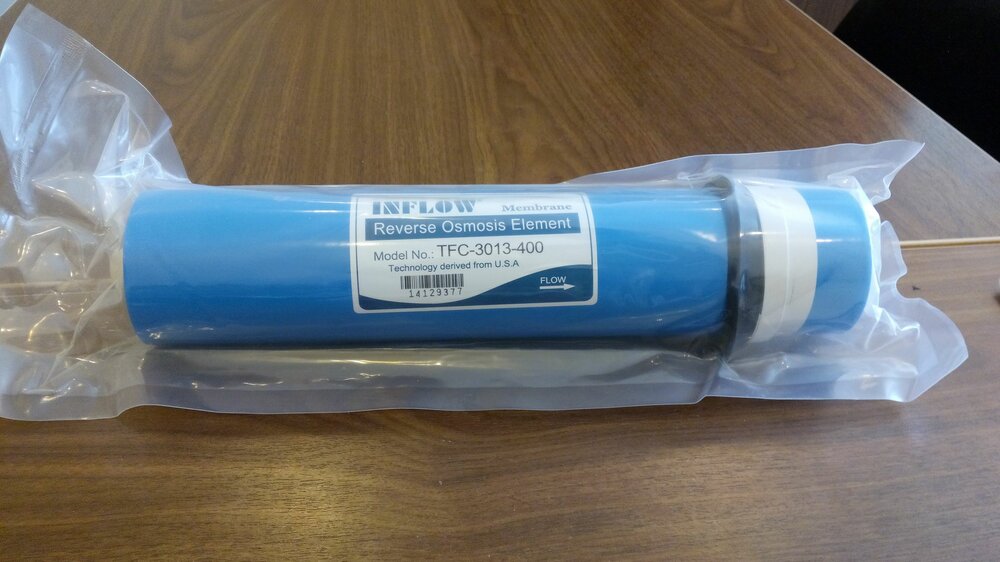 INFLOW Membrane
Reverse Osmosis Element
Model No.: TFC-3013-400
Technology derived from U.S.A
14129377
FLOW